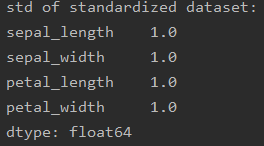 std of standardized dataset:
sepal_length    1.0
sepal_width     1.0
petal_length    1.0
petal_width     1.0
dtype: float64